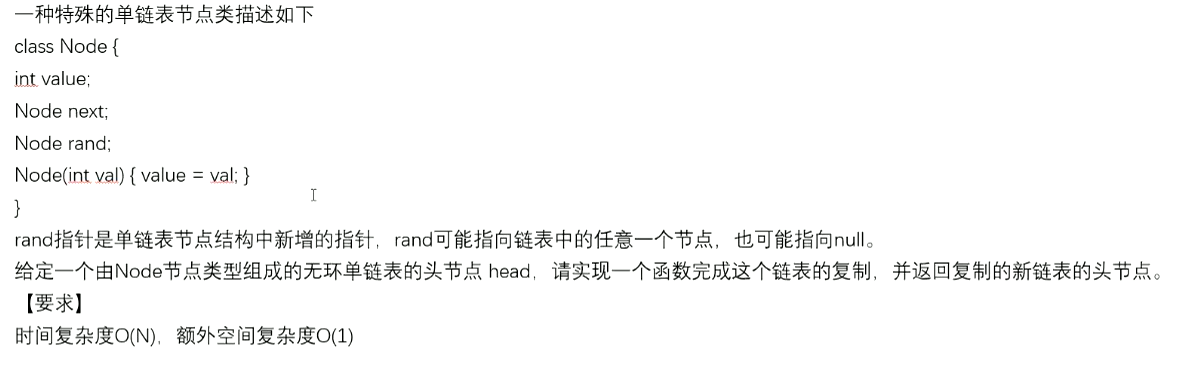 一种特殊的单链表节点类描述如下
class Node {
int value;
Node next;
Node rand;
Node(int val) { value = val; }
}
rand指针是单链表节点结构中新增的指针，rand可能指向链表中的任意一个节点，也可能指向null。
给定一个由Node节点类型组成的无环单链表的头节点 head，请实现一个函数完成这个链表的复制，并返回复制的新链表的头节点。
【要求】
时间复杂度O(N)，额外空间复杂度O(1)